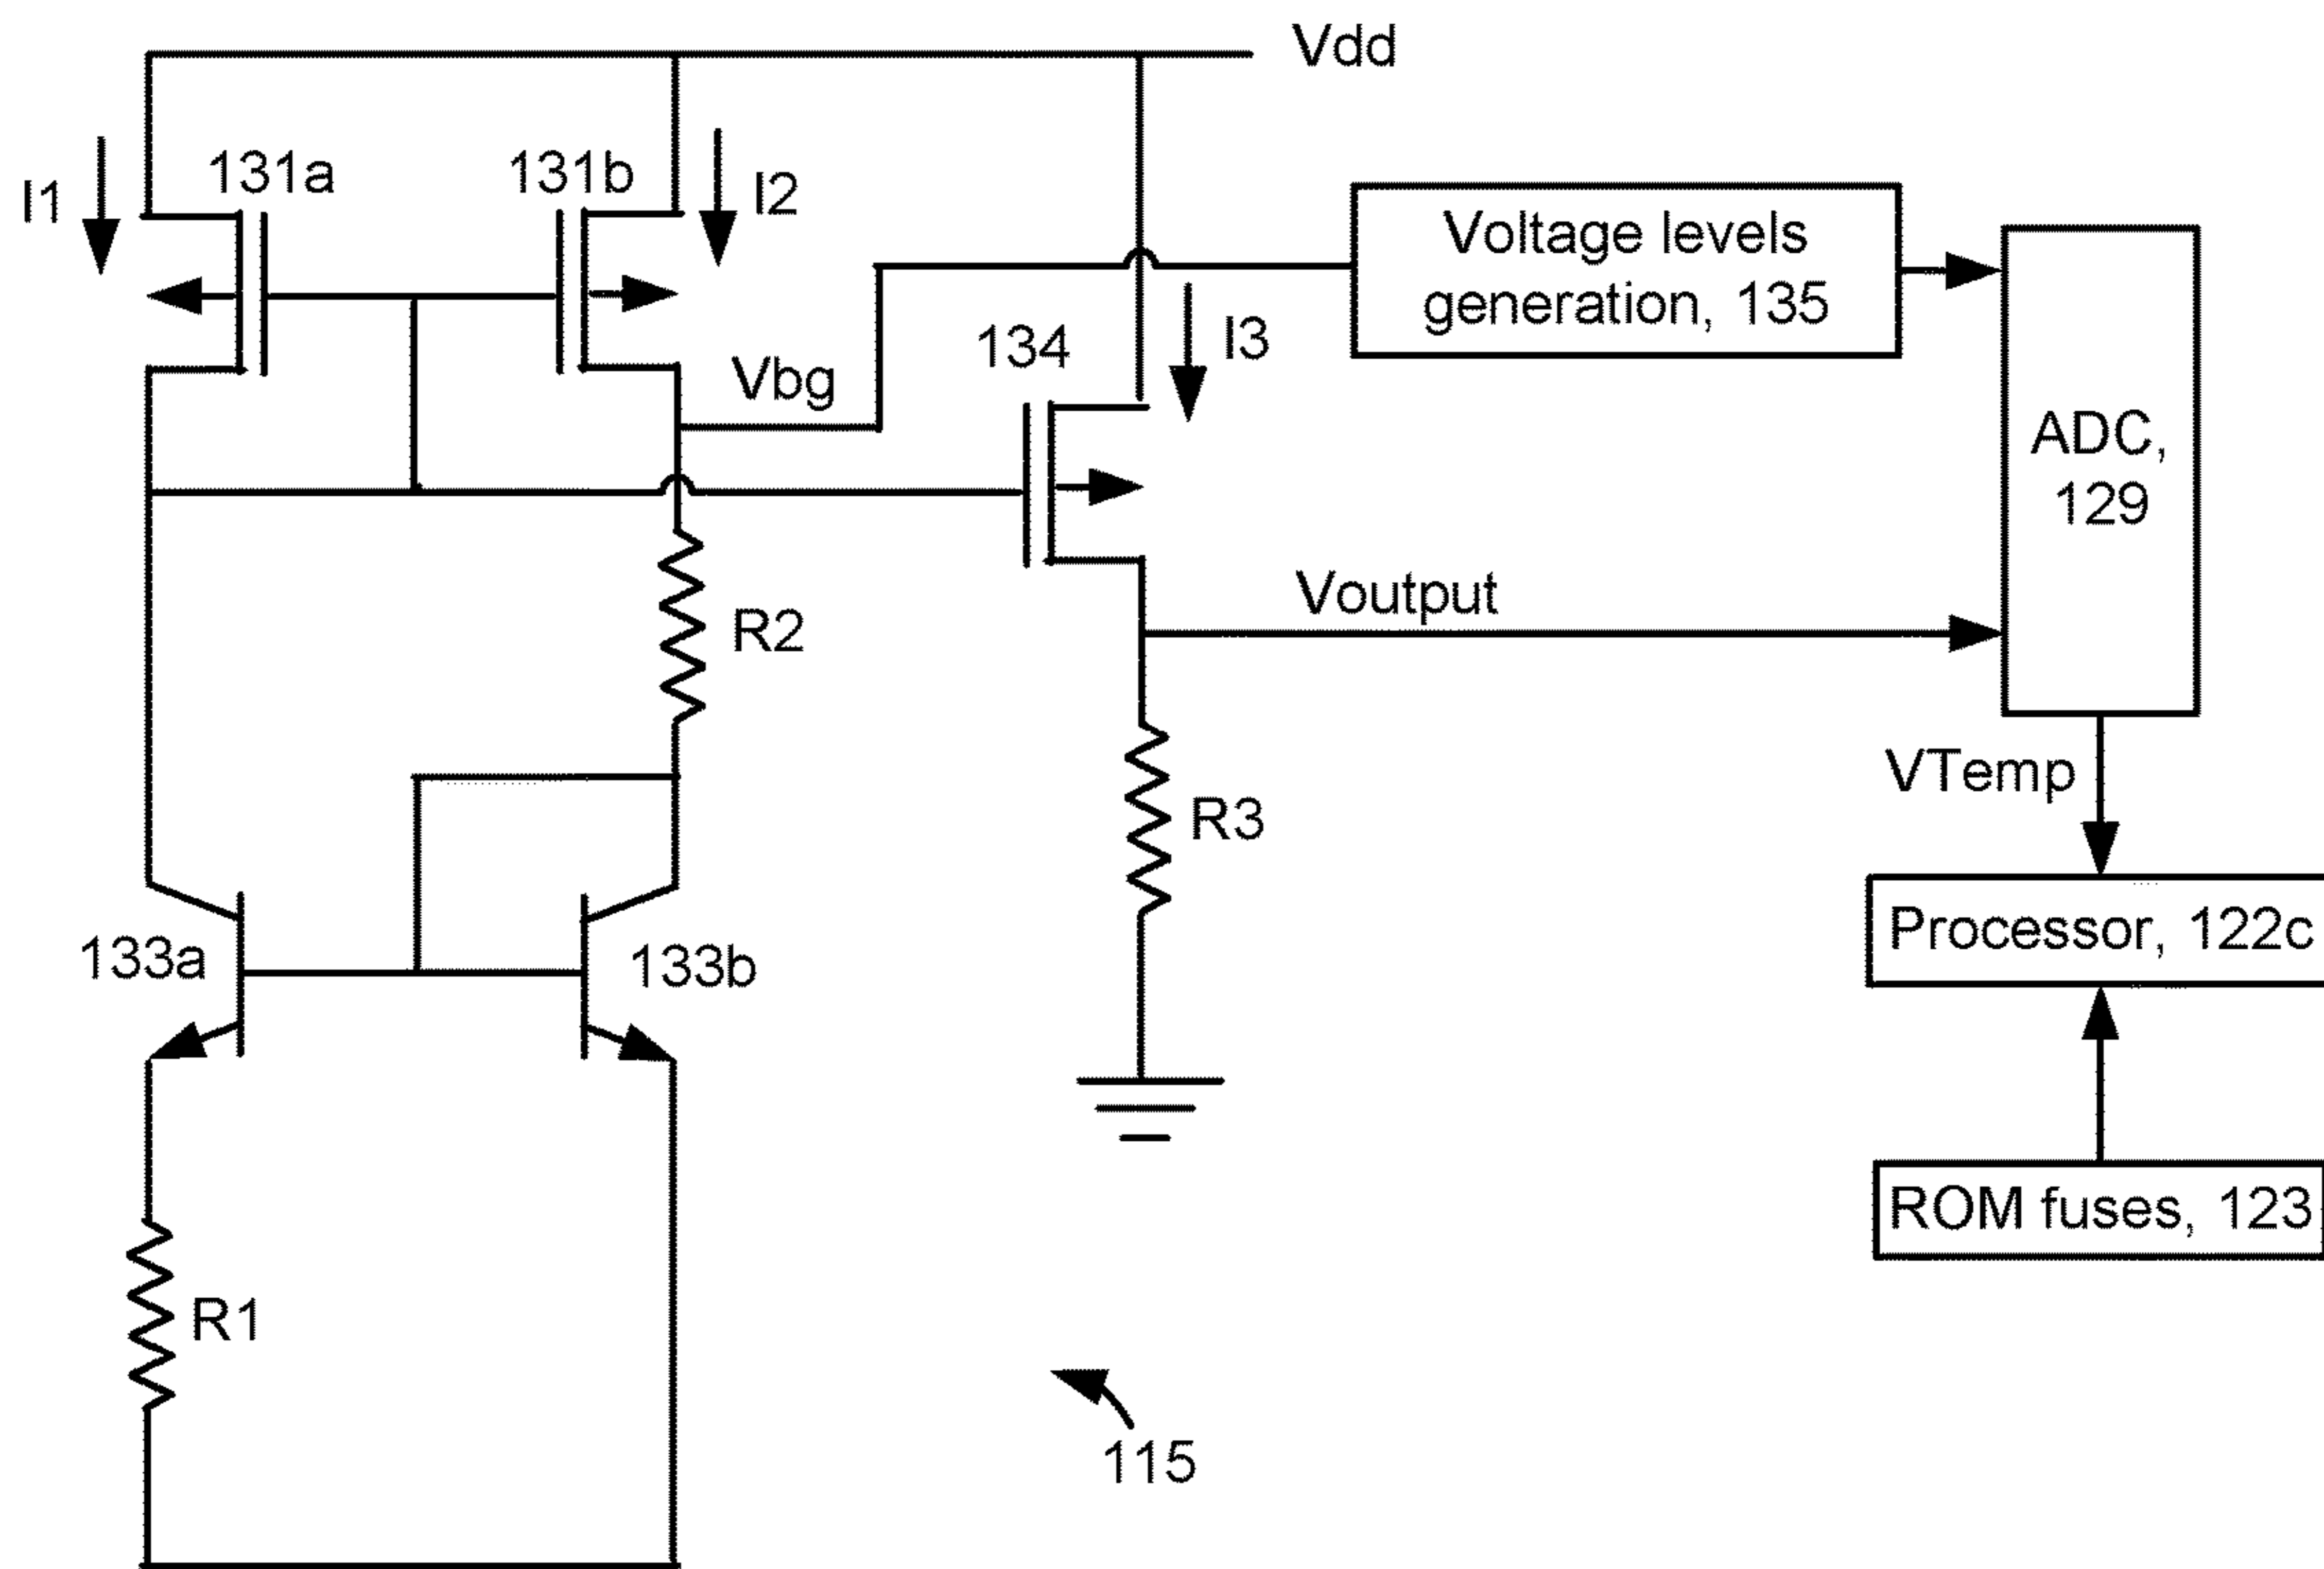 Vdd
I1
131a
131b
I2
Voltage levels
generation, 135
134
I3
Vbg
ADC,
129
Voutput
R2
VTemp
R3
133a
133b
Processor, 122c
ROM fuses, 123
R1
115